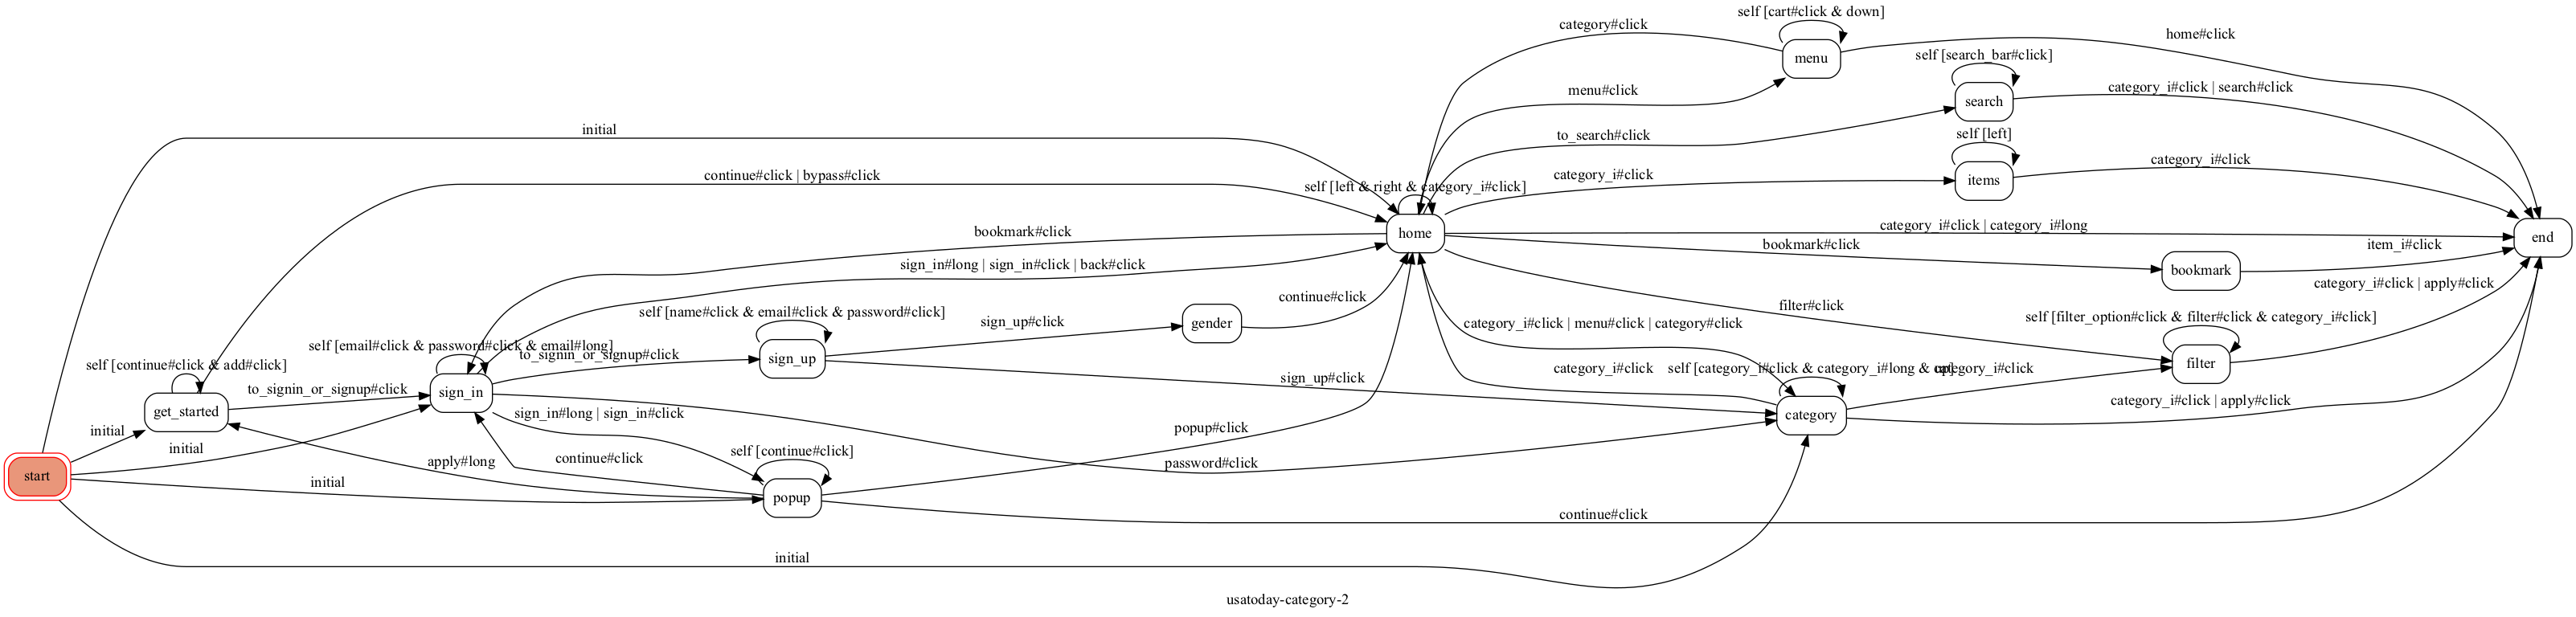 self [cart#click & down]
category#click
home#click
menu
self [search_bar#click]
menu#click
category_i#click | search#click
search
initial
to_search#click
self [left]
category_i#click
continue#click | bypass#click
category_i#click
items
self [left & right & category_i#click]
category_i#click | category_i#long
bookmark#click
home
end
bookmark#click
item_i#click
sign_in#long | sign_in#click | back#click
bookmark
category_i#click | apply#click
continue#click
filter#click
self [name#click & email#click & password#click]
sign_up#click
gender
category_i#click | menu#click | category#click
self [filter_option#click & filter#click & category_i#click]
self [email#click & password#click & email#long]
to_signin_or_signup#click
sign_up
filter
self [continue#click & add#click]
sign_up#click
category_i#click
self [category_i#click & category_i#long & up]
category_i#click
to_signin_or_signup#click
sign_in
category_i#click | apply#click
get_started
sign_in#long | sign_in#click
category
initial
popup#click
initial
self [continue#click]
apply#long
continue#click
password#click
start
initial
popup
continue#click
initial
usatoday-category-2